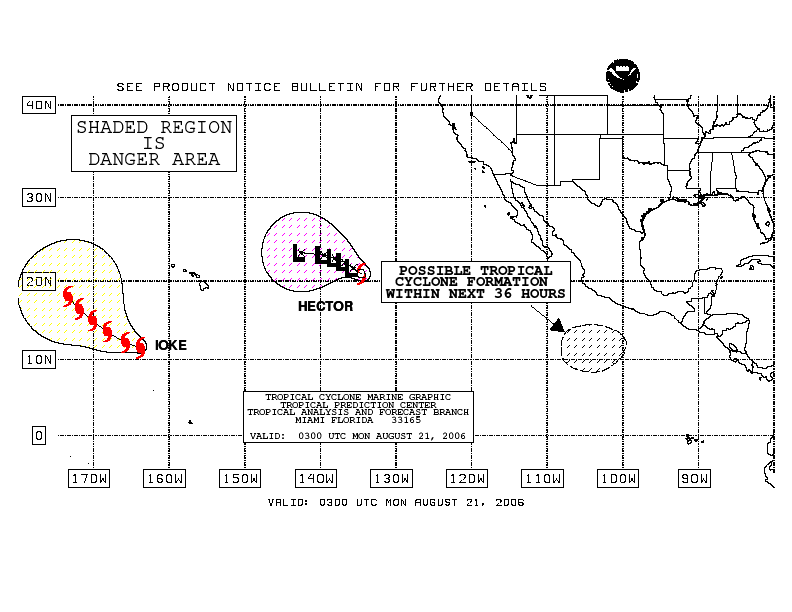 SEE PRODUCT NOTICE BULLETIN FOR FURTHER DETAILS
40N
SHADED REGION
IS
DANGER AREA
30N
20N
POSSIBLE TROPICAL
CYCLONE FORMATION
WITHIN NEXT 36 HOURS
L L L L L
HECTOR
IOKE
10N
TROPICAL CYCLONE MARINE GRAPHIC
TROPICAL PREDICTION CENTER
TROPICAL ANALYSIS AND FORECAST BRANCH
MIAMI FLORIDA 33165
VALID: 0300 UTC MON AUGUST 21, 2006
0
170W 160W 150W 140W 130W 120W 110W 100W 90W
VALID: 0300 UTC MON AUGUST 21, 2006